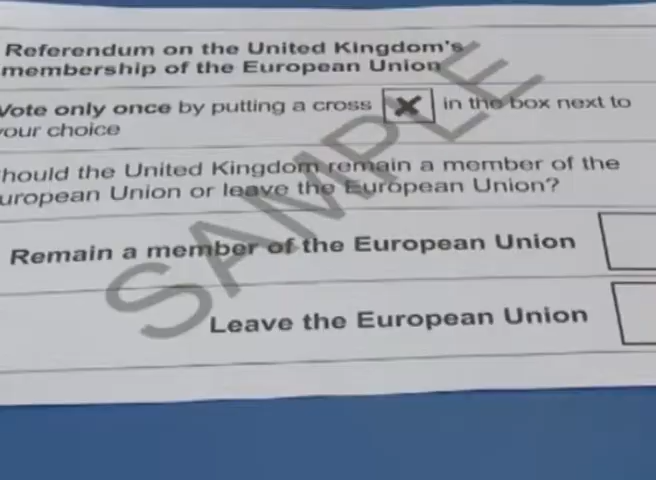 Referendum on the United Kingdom's
membership of the European Union
Vote only once by putting a cross X in the box next to
your choice
hould the United Kingdom remain a member of the
uropean Union or leave the European Union?
Remain a member of the European Union
Leave the European Union
SAMPLE